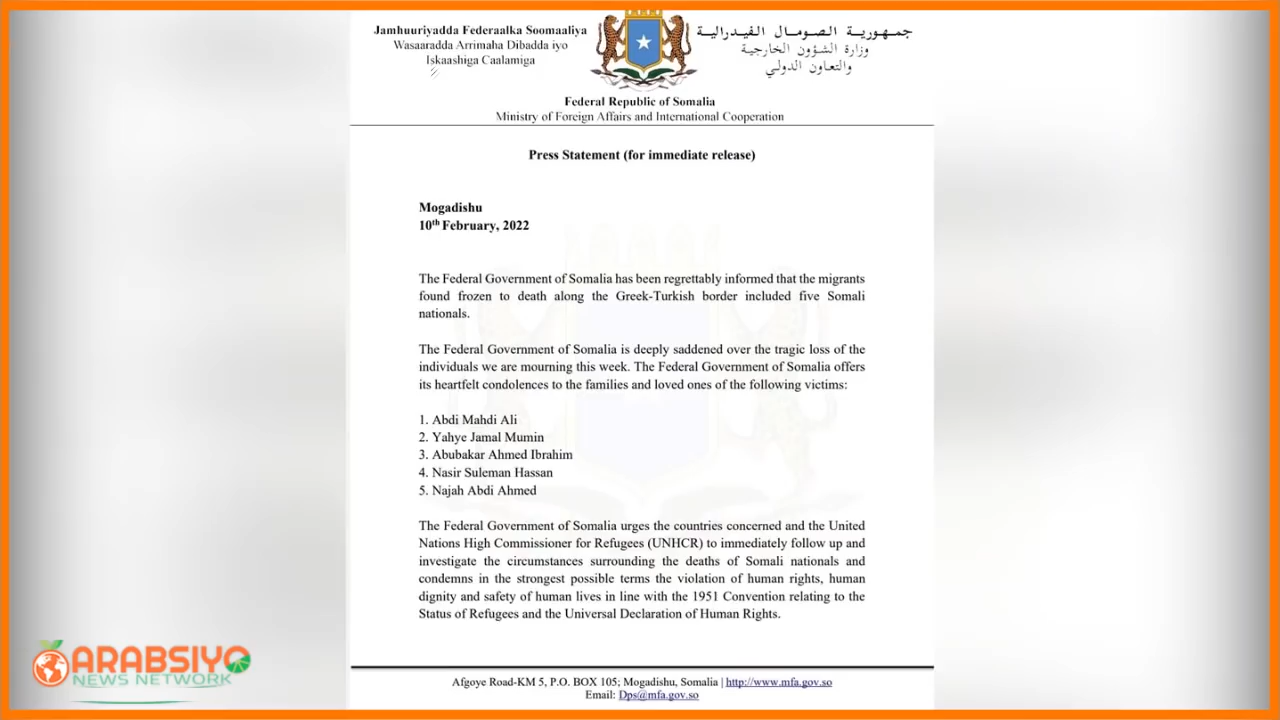 Jamhuuriyadda Federaalka Soomaaliya
Wasaaradda Arrimaha Dibadda iyo
Iskaashiga Caalamiga
جمهورية الصومال الفيدرالية
وزارة الشؤون الخارجية
والتعاون الدولي
Federal Republic of Somalia
Ministry of Foreign Affairs and International Cooperation
Press Statement (for immediate release)
Mogadishu
10th February, 2022
The Federal Government of Somalia has been regrettably informed that the migrants
found frozen to death along the Greek-Turkish border included five Somali
nationals.
The Federal Government of Somalia is deeply saddened over the tragic loss of the
individuals we are mourning this week. The Federal Government of Somalia offers
its heartfelt condolences to the families and loved ones of the following victims:
1. Abdi Mahdi Ali
2. Yahye Jamal Mumin
3. Abubakar Ahmed Ibrahim
4. Nasir Suleman Hassan
5. Najah Abdi Ahmed
The Federal Government of Somalia urges the countries concerned and the United
Nations High Commissioner for Refugees (UNHCR) to immediately follow up and
investigate the circumstances surrounding the deaths of Somali nationals and
condemns in the strongest possible terms the violation of human rights, human
dignity and safety of human lives in line with the 1951 Convention relating to the
Status of Refugees and the Universal Declaration of Human Rights.
Afgoye Road-KM 5, P.O. BOX 105; Mogadishu, Somalia | http://www.mfa.gov.so
Email: Dps@mfa.gov.so
ARABSIYO
NEWS NETWORK